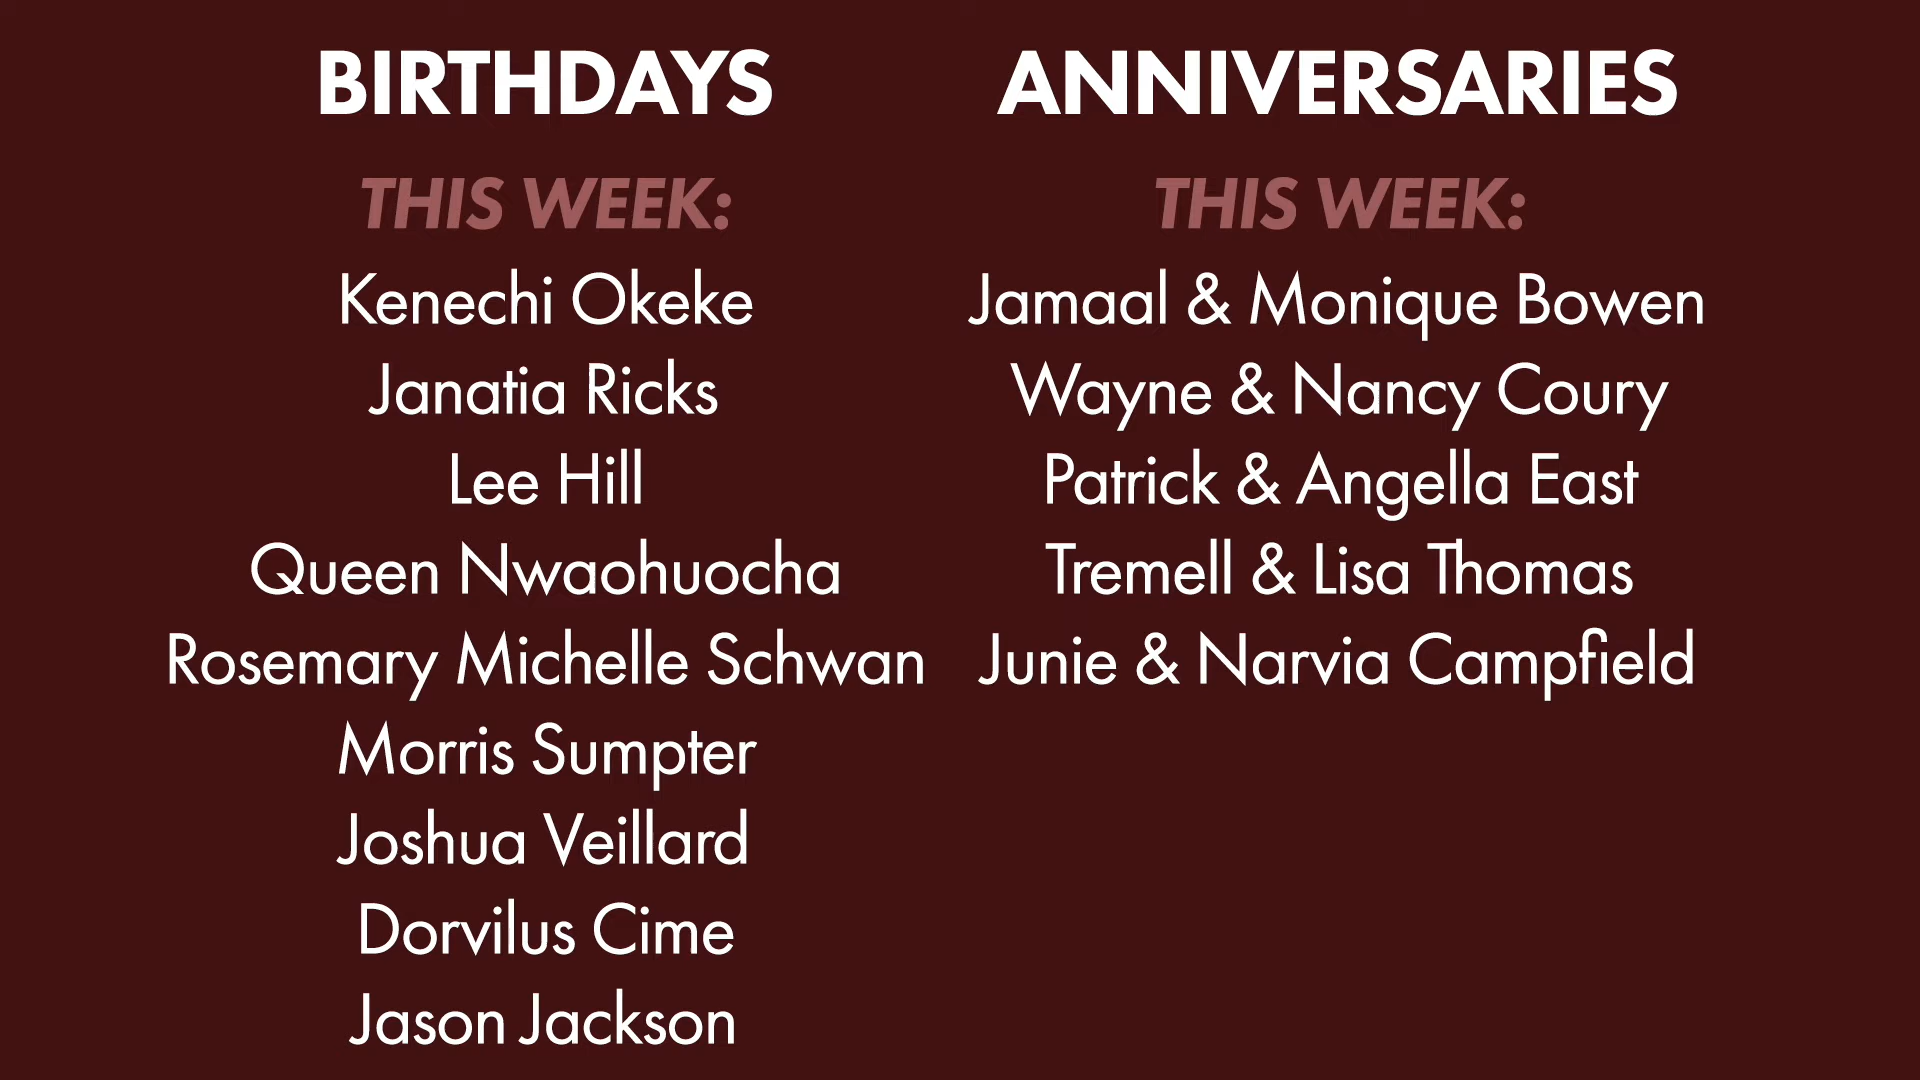 BIRTHDAYS
THIS WEEK:
Kenechi Okeke
Janatia Ricks
Lee Hill
Queen Nwaohuocha
Rosemary Michelle Schwan
Morris Sumpter
Joshua Veillard
Dorvilus Cime
Jason Jackson
ANNIVERSARIES
THIS WEEK:
Jamaal & Monique Bowen
Wayne & Nancy Coury
Patrick & Angella East
Tremell & Lisa Thomas
Junie & Narvia Campfield